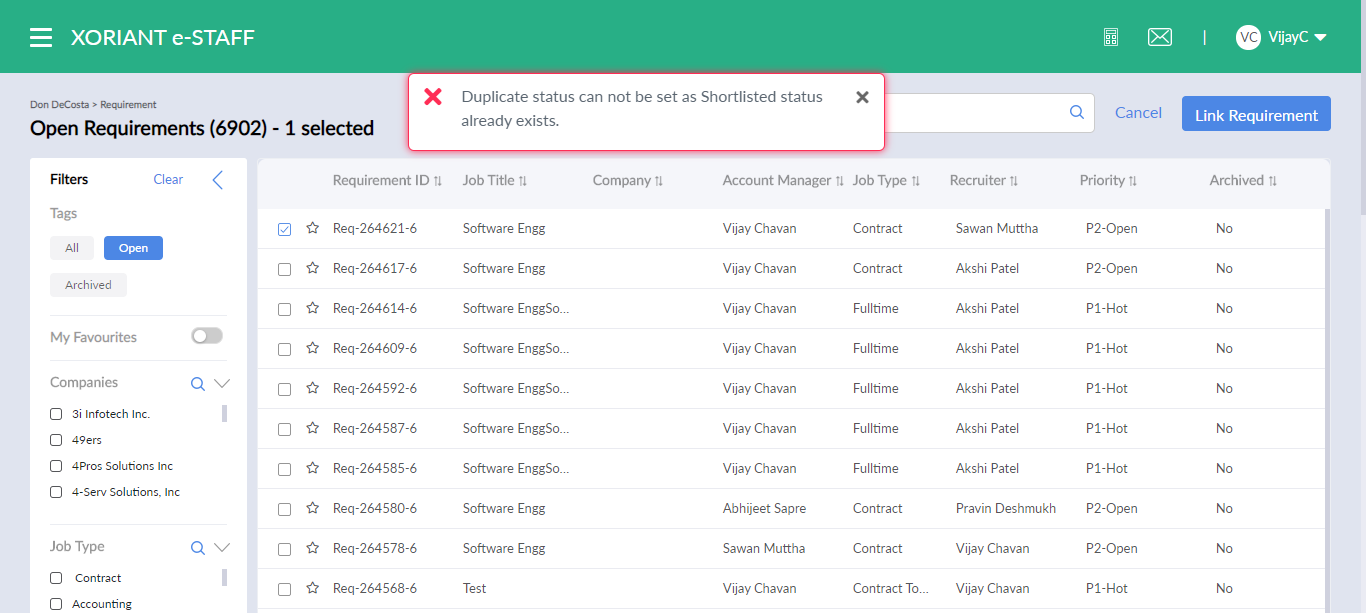 XORIANT e-STAFF
VC VijayC
Don DeCosta > Requirement
Open Requirements (6902) - 1 selected
Duplicate status can not be set as Shortlisted status
already exists.
Cancel
Link Requirement
Filters Clear
Tags
All Open
Archived
My Favourites
Companies
3i Infotech Inc.
49ers
4Pros Solutions Inc
4-Serv Solutions, Inc
Job Type
Contract
Accounting
Requirement ID Job Title Company Account Manager Job Type Recruiter Priority Archived
Req-264621-6 Software Engg Vijay Chavan Contract Sawan Muttha P2-Open No
Req-264617-6 Software Engg Vijay Chavan Contract Akshi Patel P2-Open No
Req-264614-6 Software EnggSo... Vijay Chavan Fulltime Akshi Patel P1-Hot No
Req-264609-6 Software EnggSo... Vijay Chavan Fulltime Akshi Patel P1-Hot No
Req-264592-6 Software EnggSo... Vijay Chavan Fulltime Akshi Patel P1-Hot No
Req-264587-6 Software EnggSo... Vijay Chavan Fulltime Akshi Patel P1-Hot No
Req-264585-6 Software EnggSo... Vijay Chavan Fulltime Akshi Patel P1-Hot No
Req-264580-6 Software Engg Abhijeet Sapre Contract Pravin Deshmukh P2-Open No
Req-264578-6 Software Engg Sawan Muttha Contract Vijay Chavan P2-Open No
Req-264568-6 Test Vijay Chavan Contract To... Vijay Chavan P1-Hot No